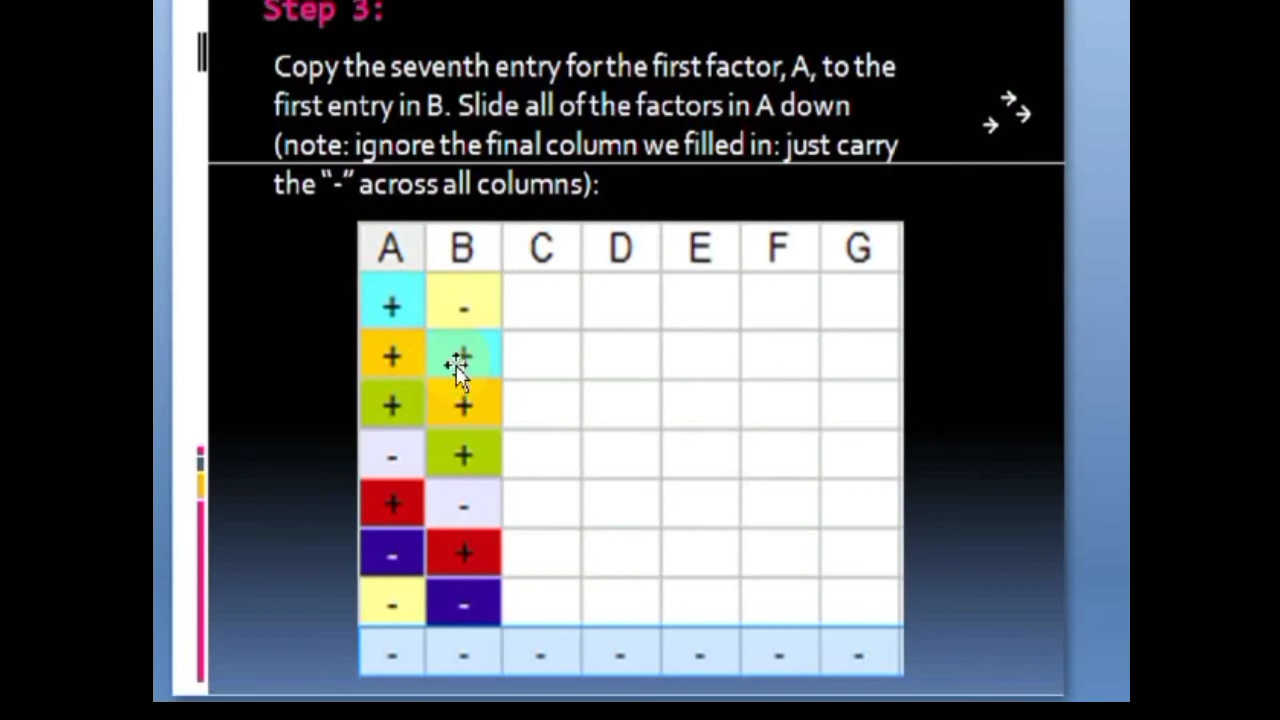 Step 3:
Copy the seventh entry for the first factor, A, to the
first entry in B. Slide all of the factors in A down
(note: ignore the final column we filled in: just carry
the “-” across all columns):
A B C D E F G
+ -
+ +
+ +
- +
+ -
- +
- -
- - - - - - -